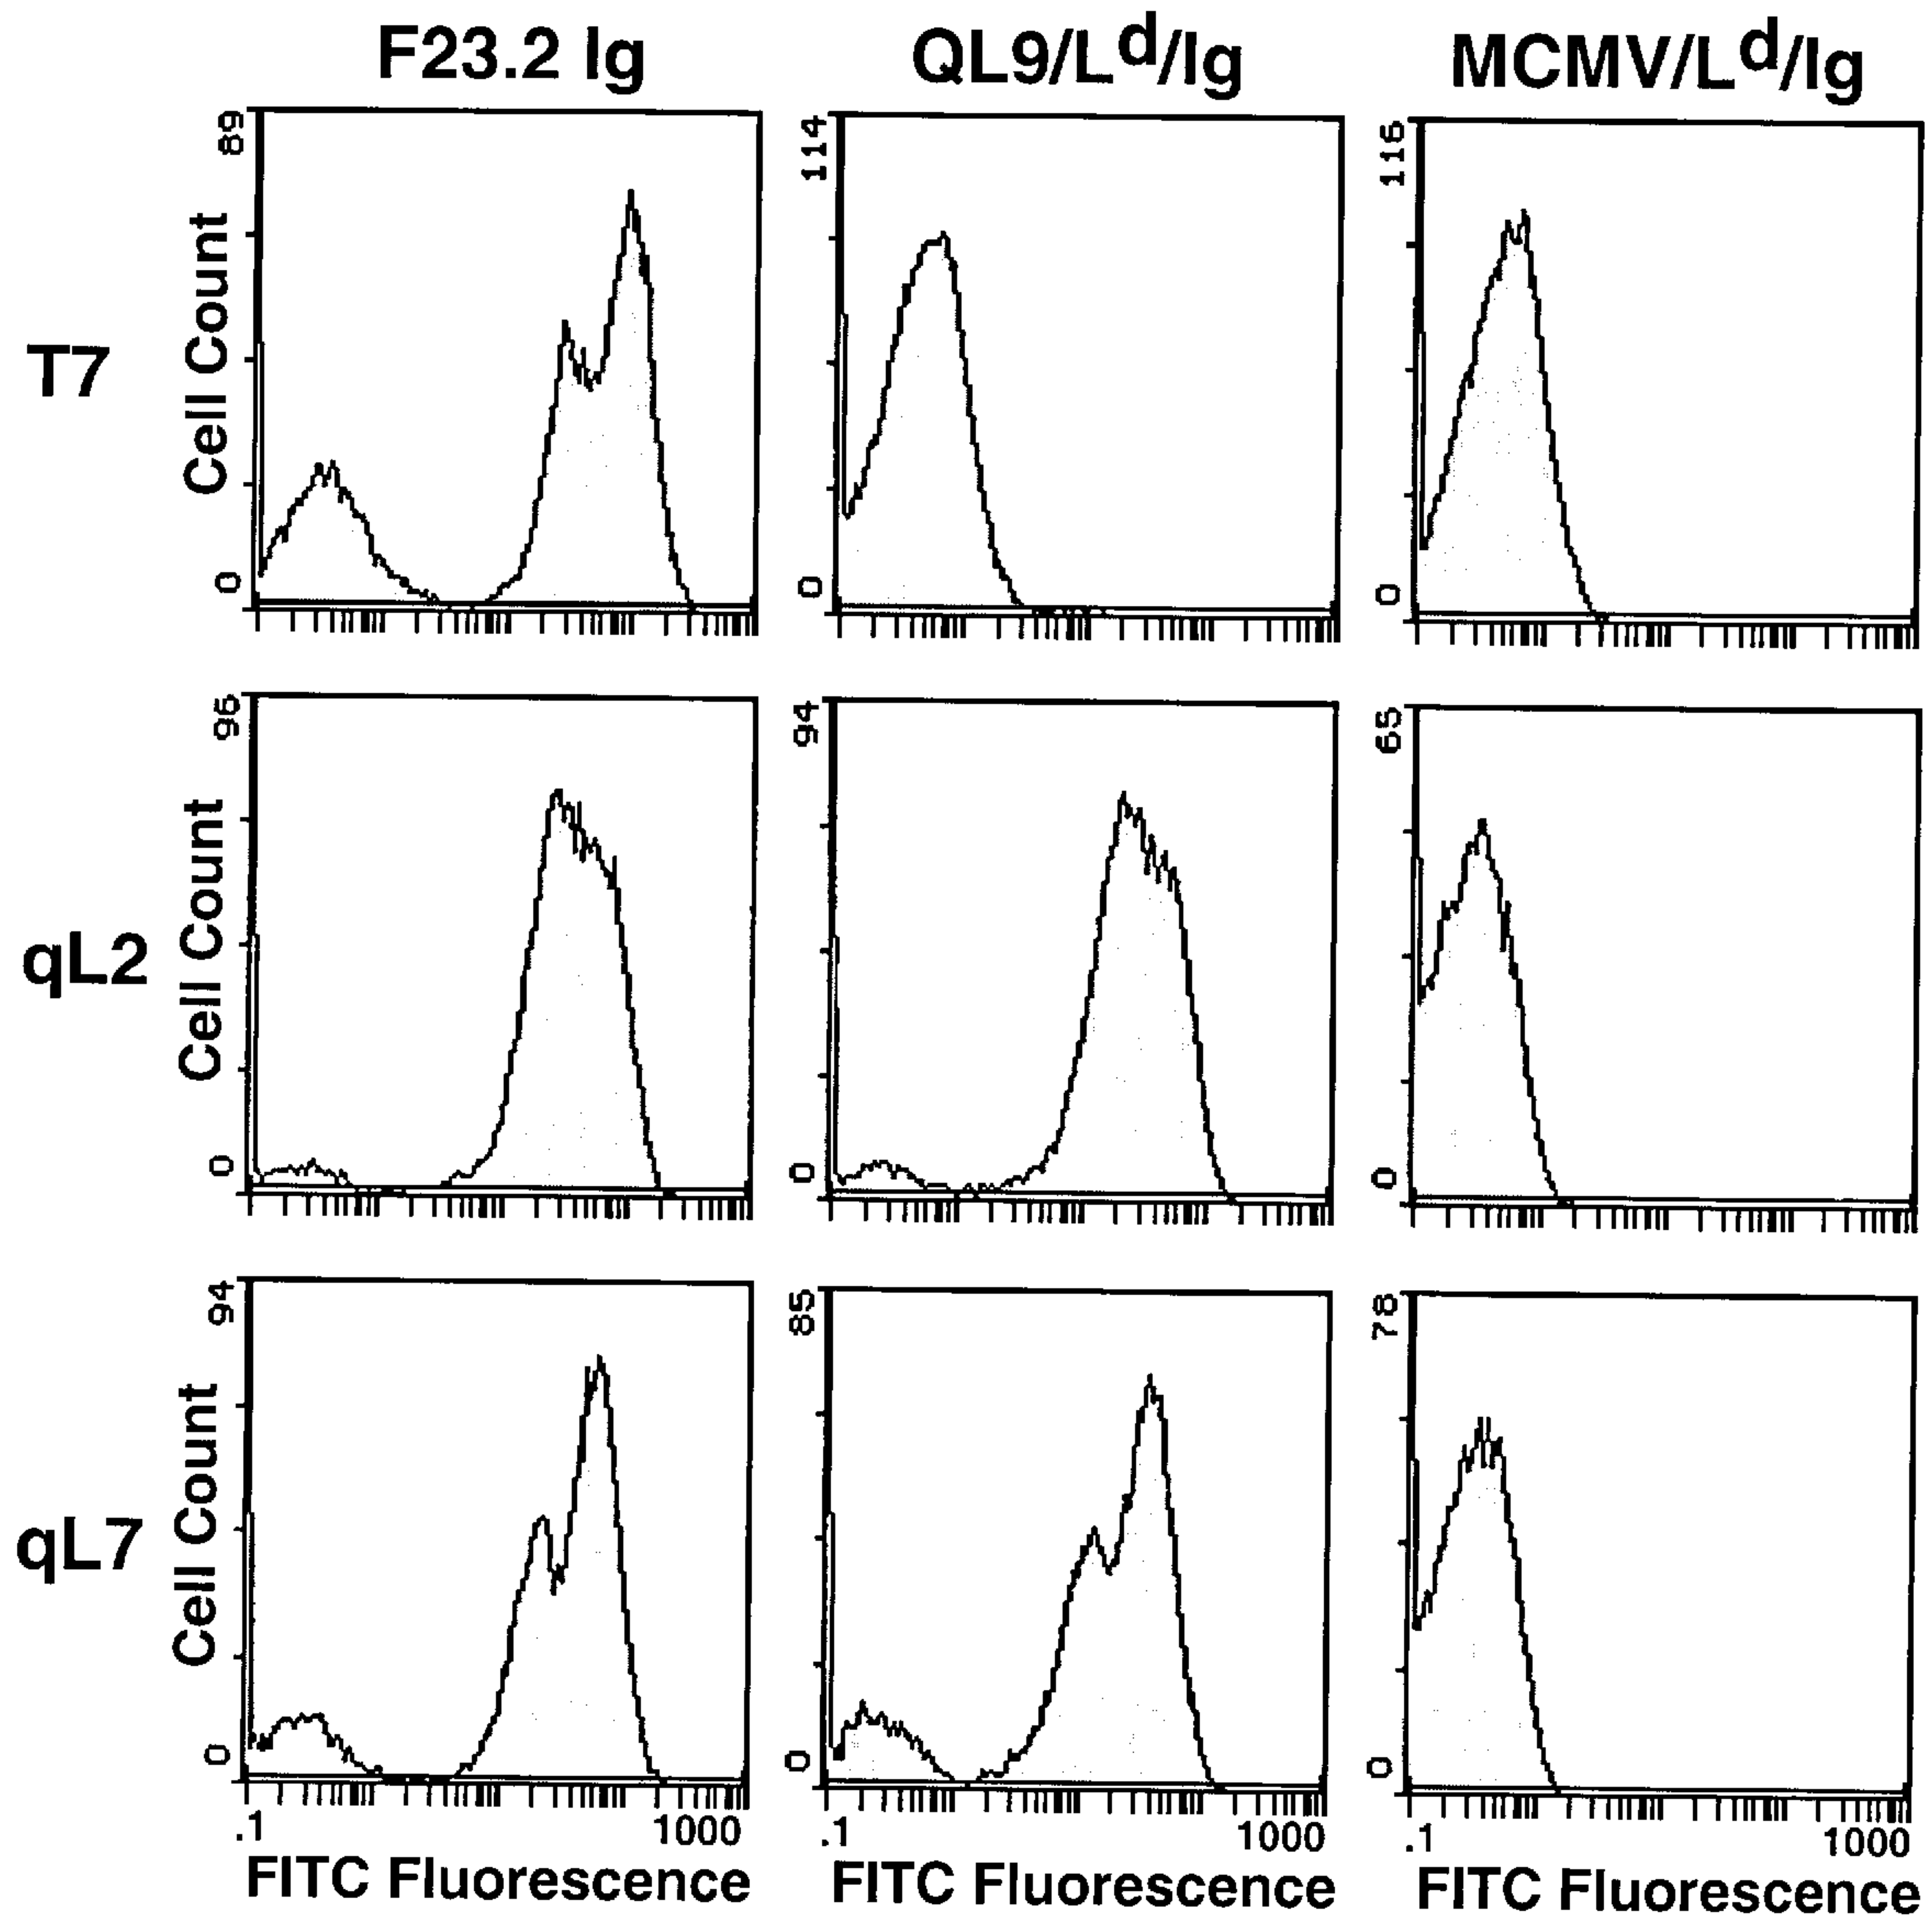 F23.2 Ig QL9/Ld/Ig MCMV/Ld/Ig
T7
Cell Count
89
0
114
0
116
0
qL2
Cell Count
96
0
94
0
65
0
qL7
Cell Count
94
0
85
0
78
0
.1 1000 .1 1000 .1 1000
FITC Fluorescence FITC Fluorescence FITC Fluorescence